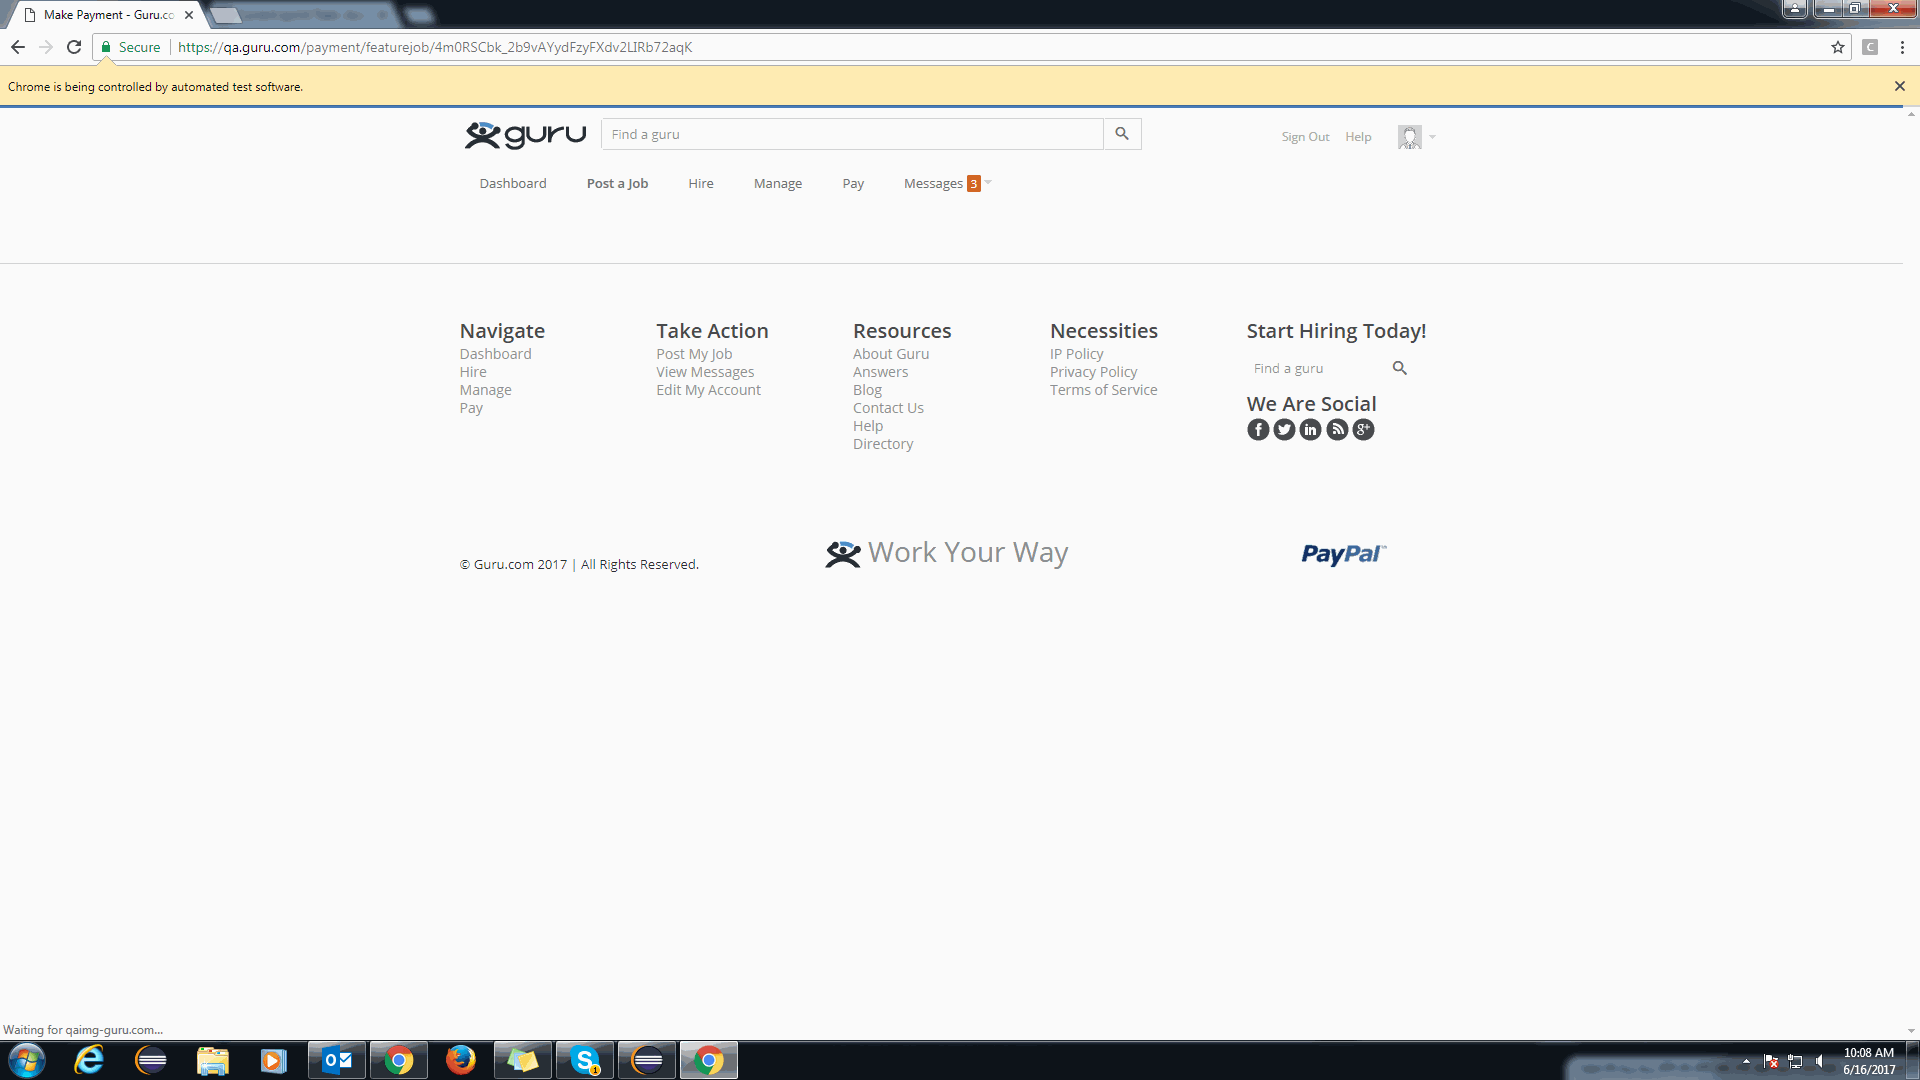 Make Payment - Guru.co
Secure https://qa.guru.com/payment/featurejob/4m0RSCbk_2b9vAYydFzyFXdv2LIRb72aqK
C
Chrome is being controlled by automated test software.
guru
Find a guru
Sign Out Help
Dashboard Post a Job Hire Manage Pay Messages 3
Navigate Take Action Resources Necessities Start Hiring Today!
Dashboard Post My Job About Guru IP Policy
Hire View Messages Answers Privacy Policy Find a guru
Manage Edit My Account Blog Terms of Service
Pay Contact Us We Are Social
Help
Directory
© Guru.com 2017 | All Rights Reserved. Work Your Way PayPal™
Waiting for qaimg-guru.com...
10:08 AM
6/16/2017